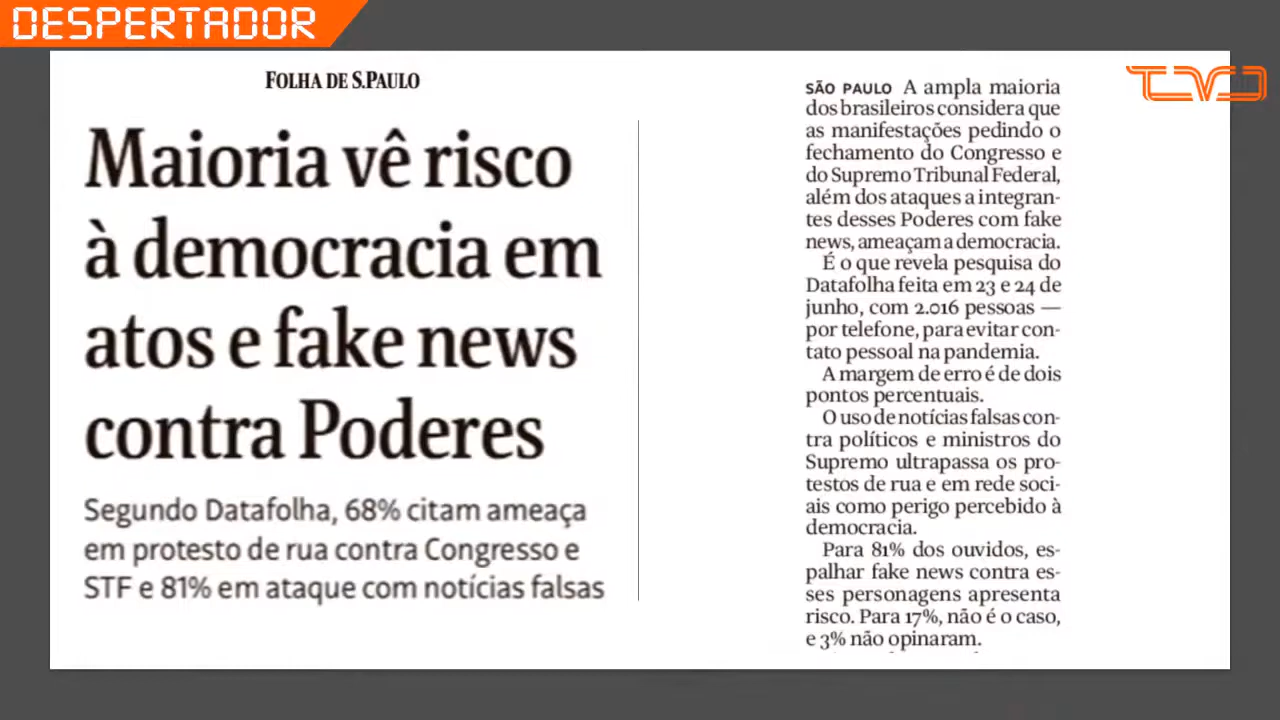 DESPERTADOR
TVD
FOLHA DE S.PAULO
Maioria vê risco
à democracia em
atos e fake news
contra Poderes
Segundo Datafolha, 68% citam ameaça
em protesto de rua contra Congresso e
STF e 81% em ataque com notícias falsas
SÃO PAULO A ampla maioria
dos brasileiros considera que
as manifestações pedindo o
fechamento do Congresso e
do Supremo Tribunal Federal,
além dos ataques a integran-
tes desses Poderes com fake
news, ameaçam a democracia.
É o que revela pesquisa do
Datafolha feita em 23 e 24 de
junho, com 2.016 pessoas —
por telefone, para evitar con-
tato pessoal na pandemia.
A margem de erro é de dois
pontos percentuais.
O uso de notícias falsas con-
tra políticos e ministros do
Supremo ultrapassa os pro-
testos de rua e em rede soci-
ais como perigo percebido à
democracia.
Para 81% dos ouvidos, es-
palhar fake news contra es-
ses personagens apresenta
risco. Para 17%, não é o caso,
e 3% não opinaram.